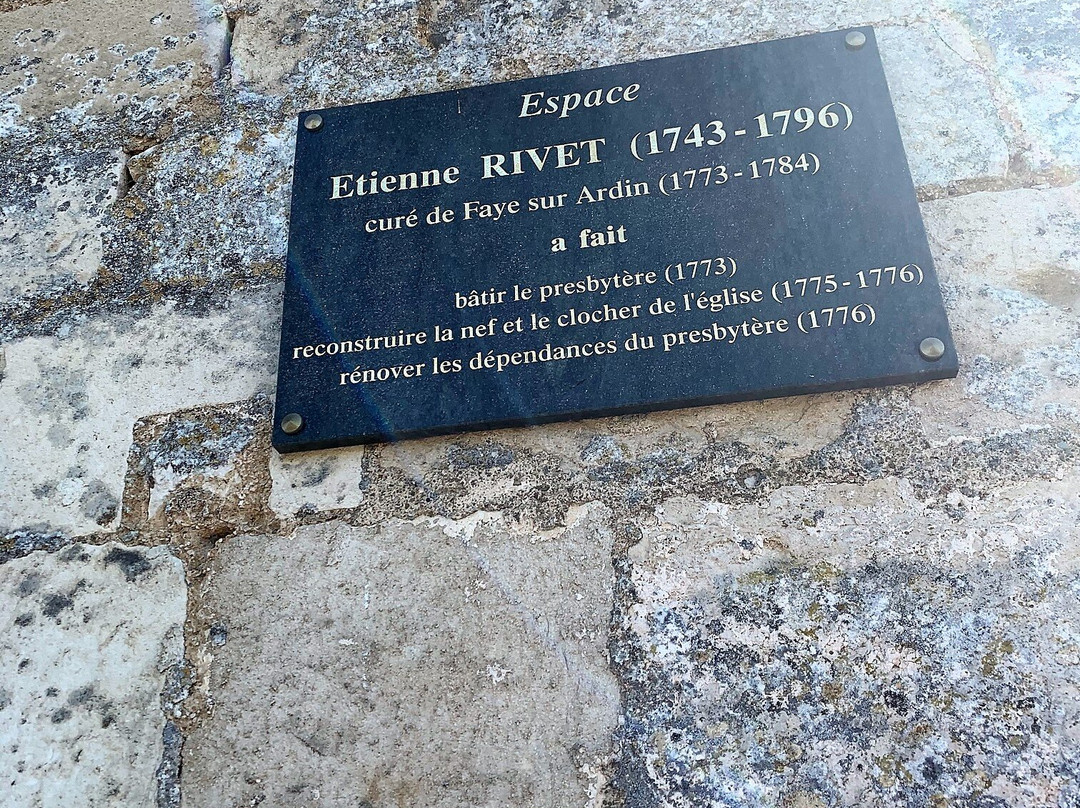 Espace
Etienne RIVET (1743-1796)
curé de Faye sur Ardin (1773-1784)
a fait
bâtir le presbytère (1773)
reconstruire la nef et le clocher de l'église (1775-1776)
rénover les dépendances du presbytère (1776)